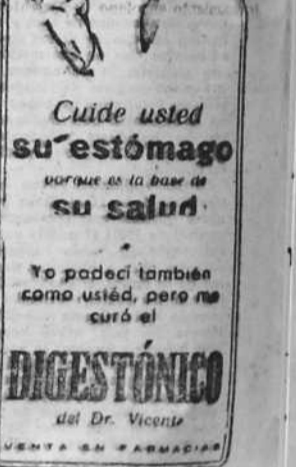 Cuide usted
su estómago
porque es la base de
su salud
Yo padecí también
como usted, pero me
curó el
DIGESTÓNICO
del Dr. Vicente
VENTA EN FARMACIAS